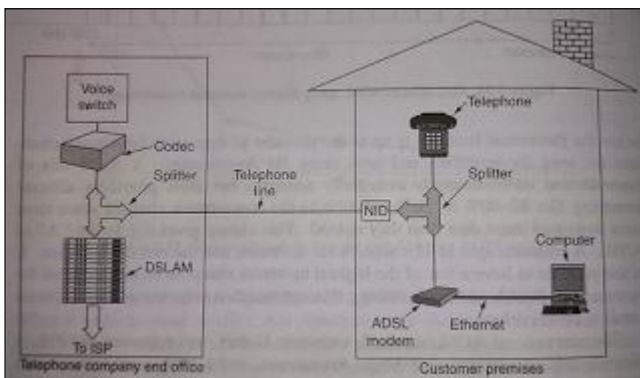 Voice
switch
Codec
Splitter
Telephone
line
DSLAM
To ISP
Telephone company end office
Telephone
Splitter
NID
Computer
ADSL
modem
Ethernet
Customer premises